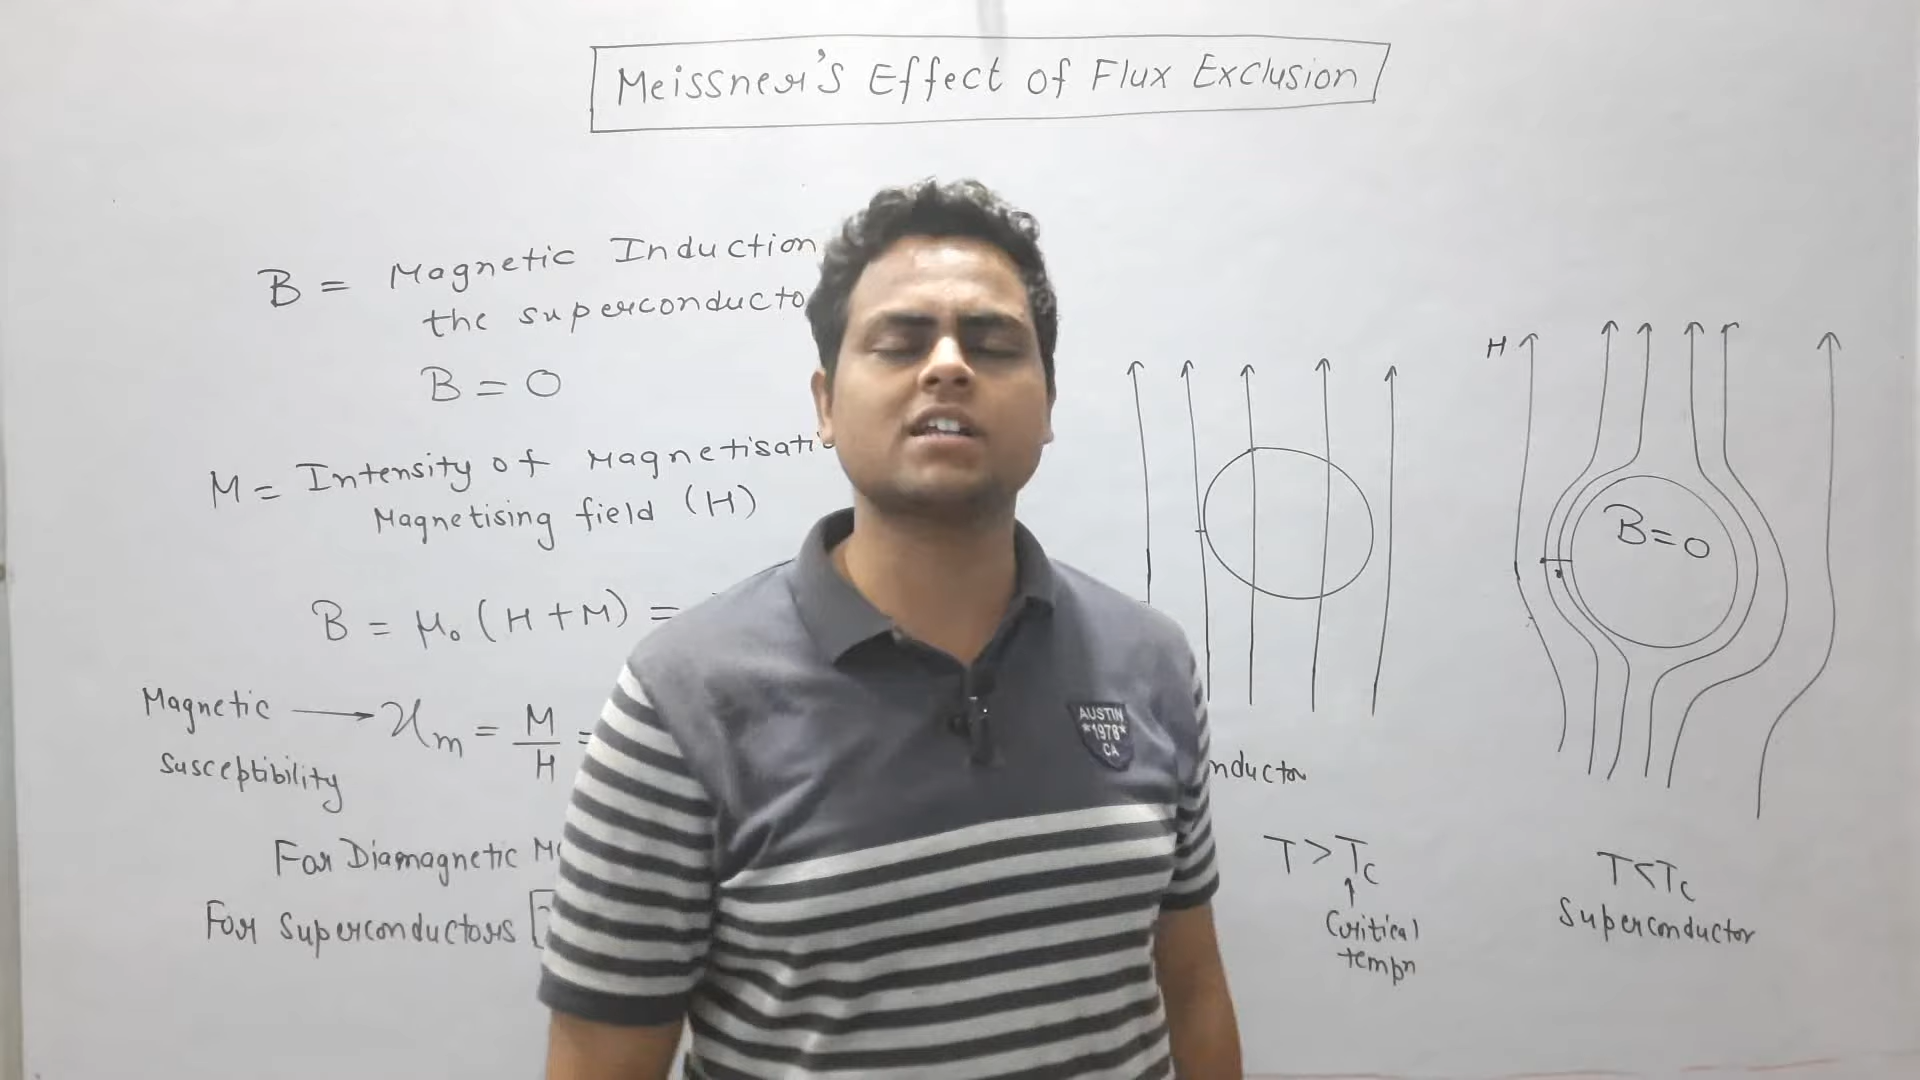 Meissner's Effect of Flux Exclusion
B = Magnetic Induction
the superconducto
B = 0
M = Intensity of Magnetisati
Magnetising field (H)
B = μ₀ (H + M) =
Magnetic → χm = M/H =
susceptibility
For Diamagnetic
For Superconductors
AUSTIN
*1978*
CA
nductor
T > Tc
↑
Critical
tempn
H
B = 0
T < Tc
Superconductor